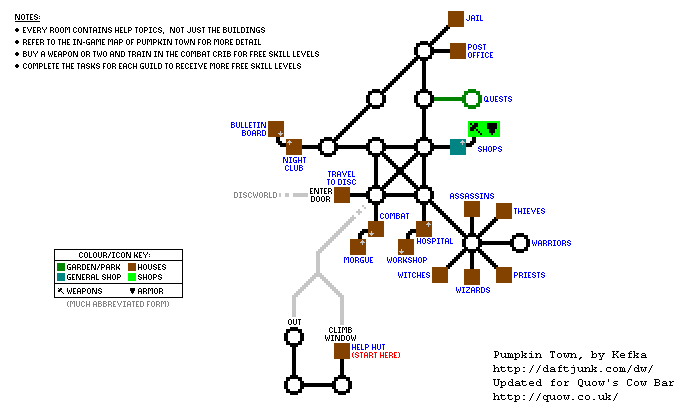 NOTES:
● EVERY ROOM CONTAINS HELP TOPICS, NOT JUST THE BUILDINGS
● REFER TO THE IN-GAME MAP OF PUMPKIN TOWN FOR MORE DETAIL
● BUY A WEAPON OR TWO AND TRAIN IN THE COMBAT CRIB FOR FREE SKILL LEVELS
● COMPLETE THE TASKS FOR EACH GUILD TO RECEIVE MORE FREE SKILL LEVELS
JAIL
POST
OFFICE
QUESTS
BULLETIN
BOARD
NIGHT
CLUB
SHOPS
TRAVEL
TO DISC
DISCWORLD
ENTER
DOOR
ASSASSINS
THIEVES
COMBAT
HOSPITAL
WARRIORS
MORGUE
WORKSHOP
WITCHES
WIZARDS
PRIESTS
COLOUR/ICON KEY:
GARDEN/PARK
HOUSES
GENERAL SHOP
SHOPS
WEAPONS
ARMOR
(MUCH ABBREVIATED FORM)
OUT
CLIMB
WINDOW
HELP HUT
(START HERE)
Pumpkin Town, by Kefka
http://daftjunk.com/dw/
Updated for Quow's Cow Bar
http://quow.co.uk/